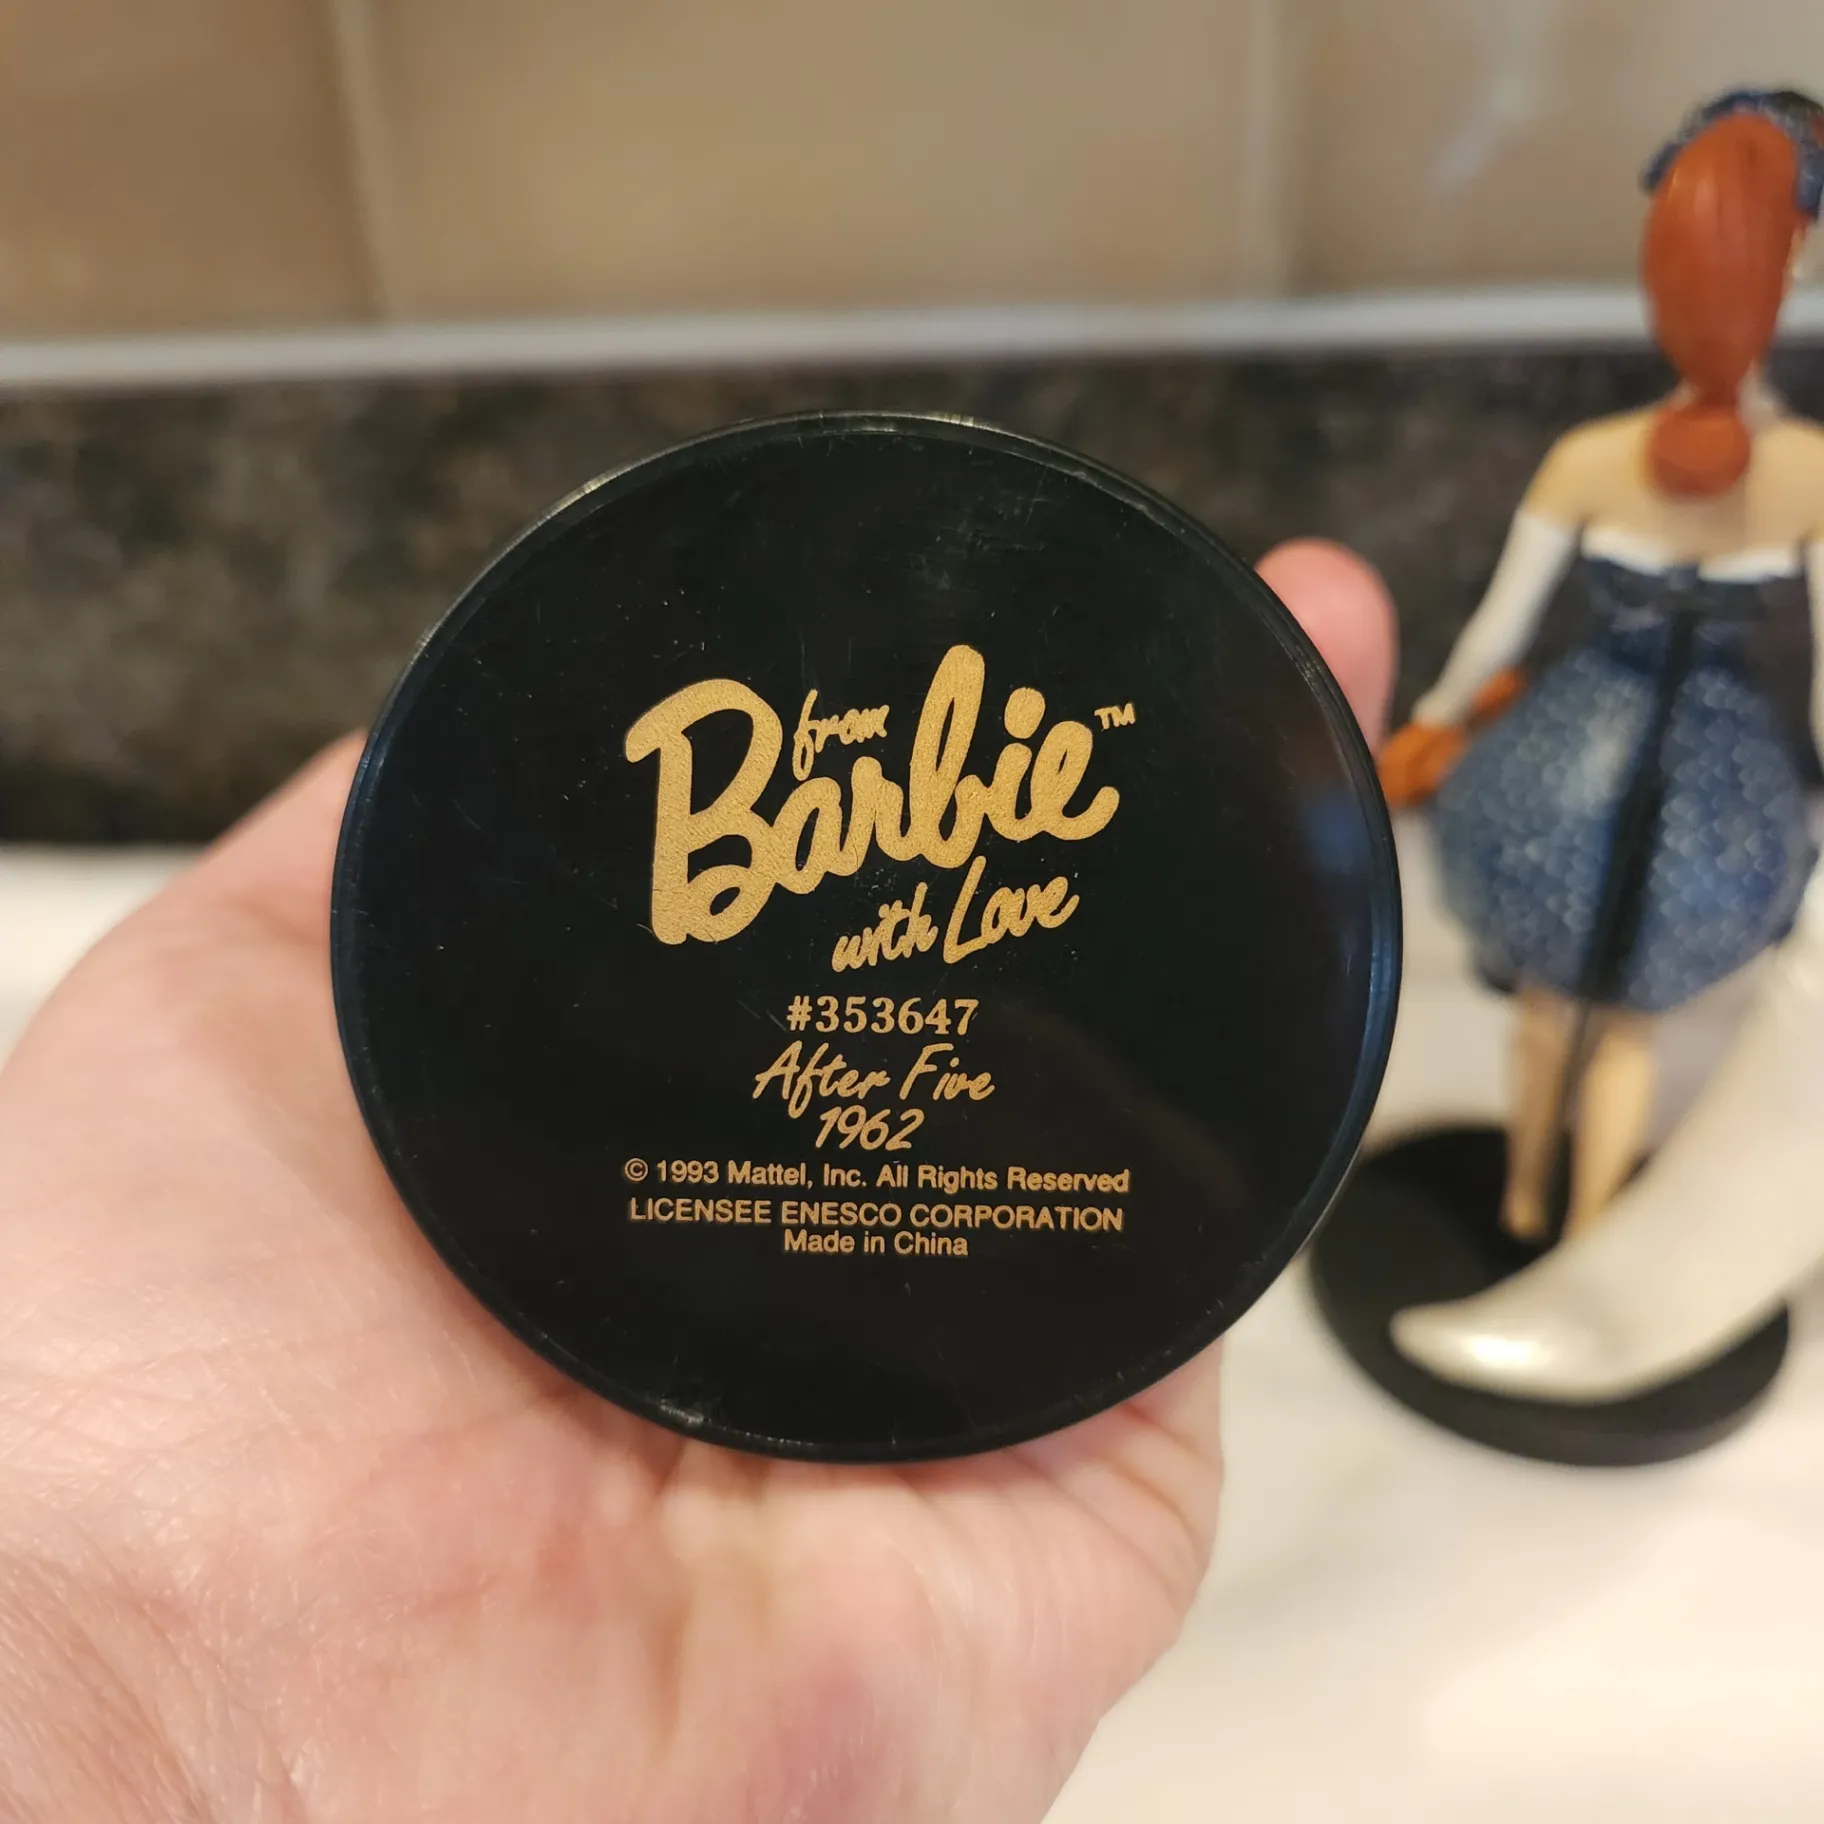 from
Barbie™
with Love
#353647
After Five
1962
© 1993 Mattel, Inc. All Rights Reserved
LICENSEE ENESCO CORPORATION
Made in China